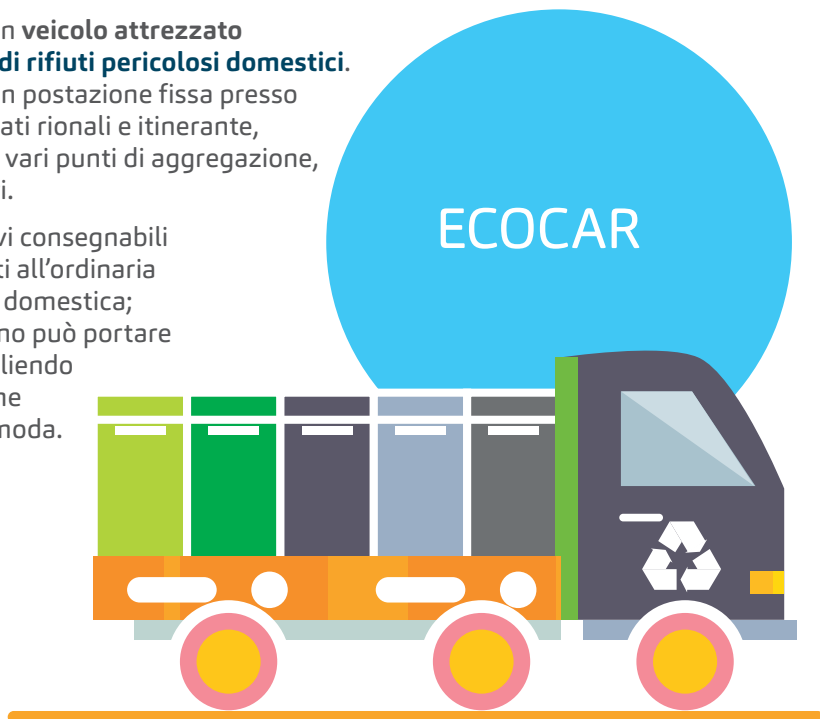 n veicolo attrezzato
di rifiuti pericolosi domestici.
n postazione fissa presso
ati rionali e itinerante,
vari punti di aggregazione,
i.
vi consegnabili
ti all’ordinaria
domestica;
no può portare
liendo
ne
moda.
ECOCAR